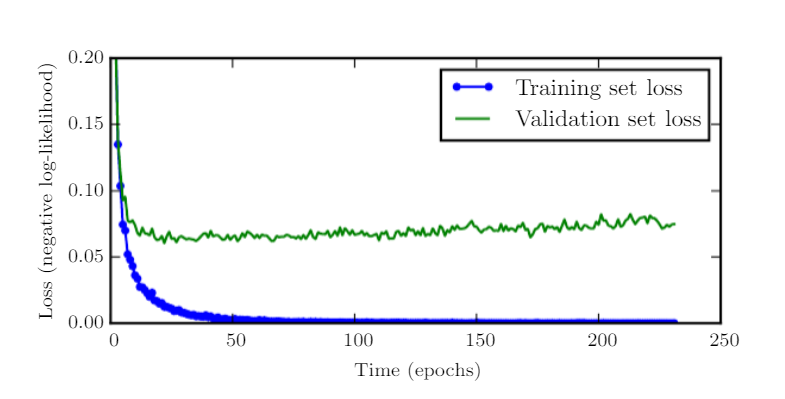 0.20
0.15
0.10
0.05
0.00
Loss (negative log-likelihood)
Training set loss
Validation set loss
0 50 100 150 200 250
Time (epochs)